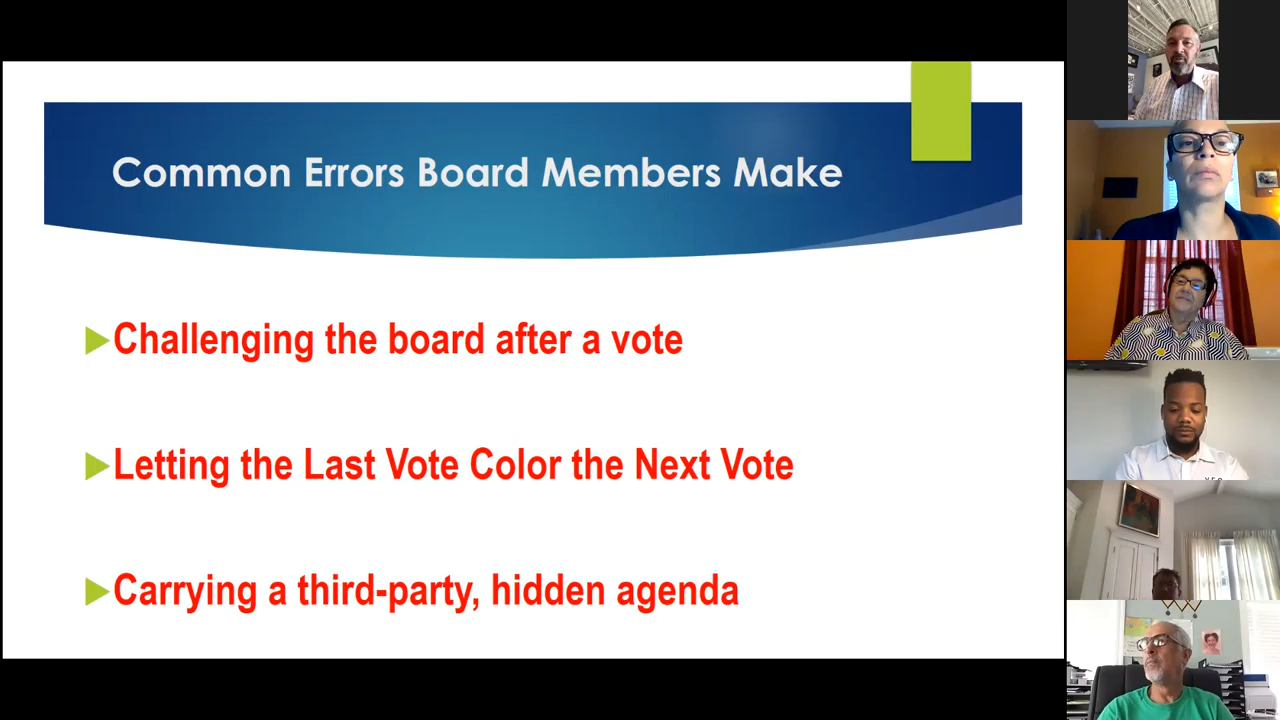 Common Errors Board Members Make
Challenging the board after a vote
Letting the Last Vote Color the Next Vote
Carrying a third-party, hidden agenda